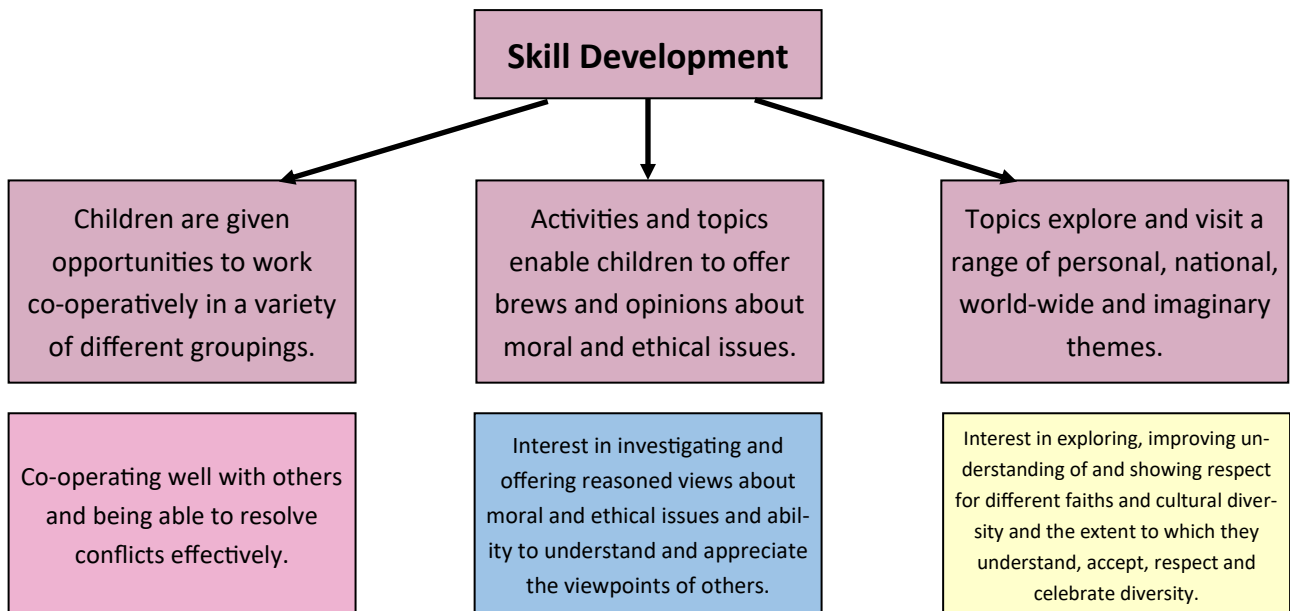 Skill Development
Children are given
opportunities to work
co-operatively in a variety
of different groupings.
Activities and topics
enable children to offer
brews and opinions about
moral and ethical issues.
Topics explore and visit a
range of personal, national,
world-wide and imaginary
themes.
Co-operating well with others
and being able to resolve
conflicts effectively.
Interest in investigating and
offering reasoned views about
moral and ethical issues and abil-
ity to understand and appreciate
the viewpoints of others.
Interest in exploring, improving un-
derstanding of and showing respect
for different faiths and cultural diver-
sity and the extent to which they
understand, accept, respect and
celebrate diversity.